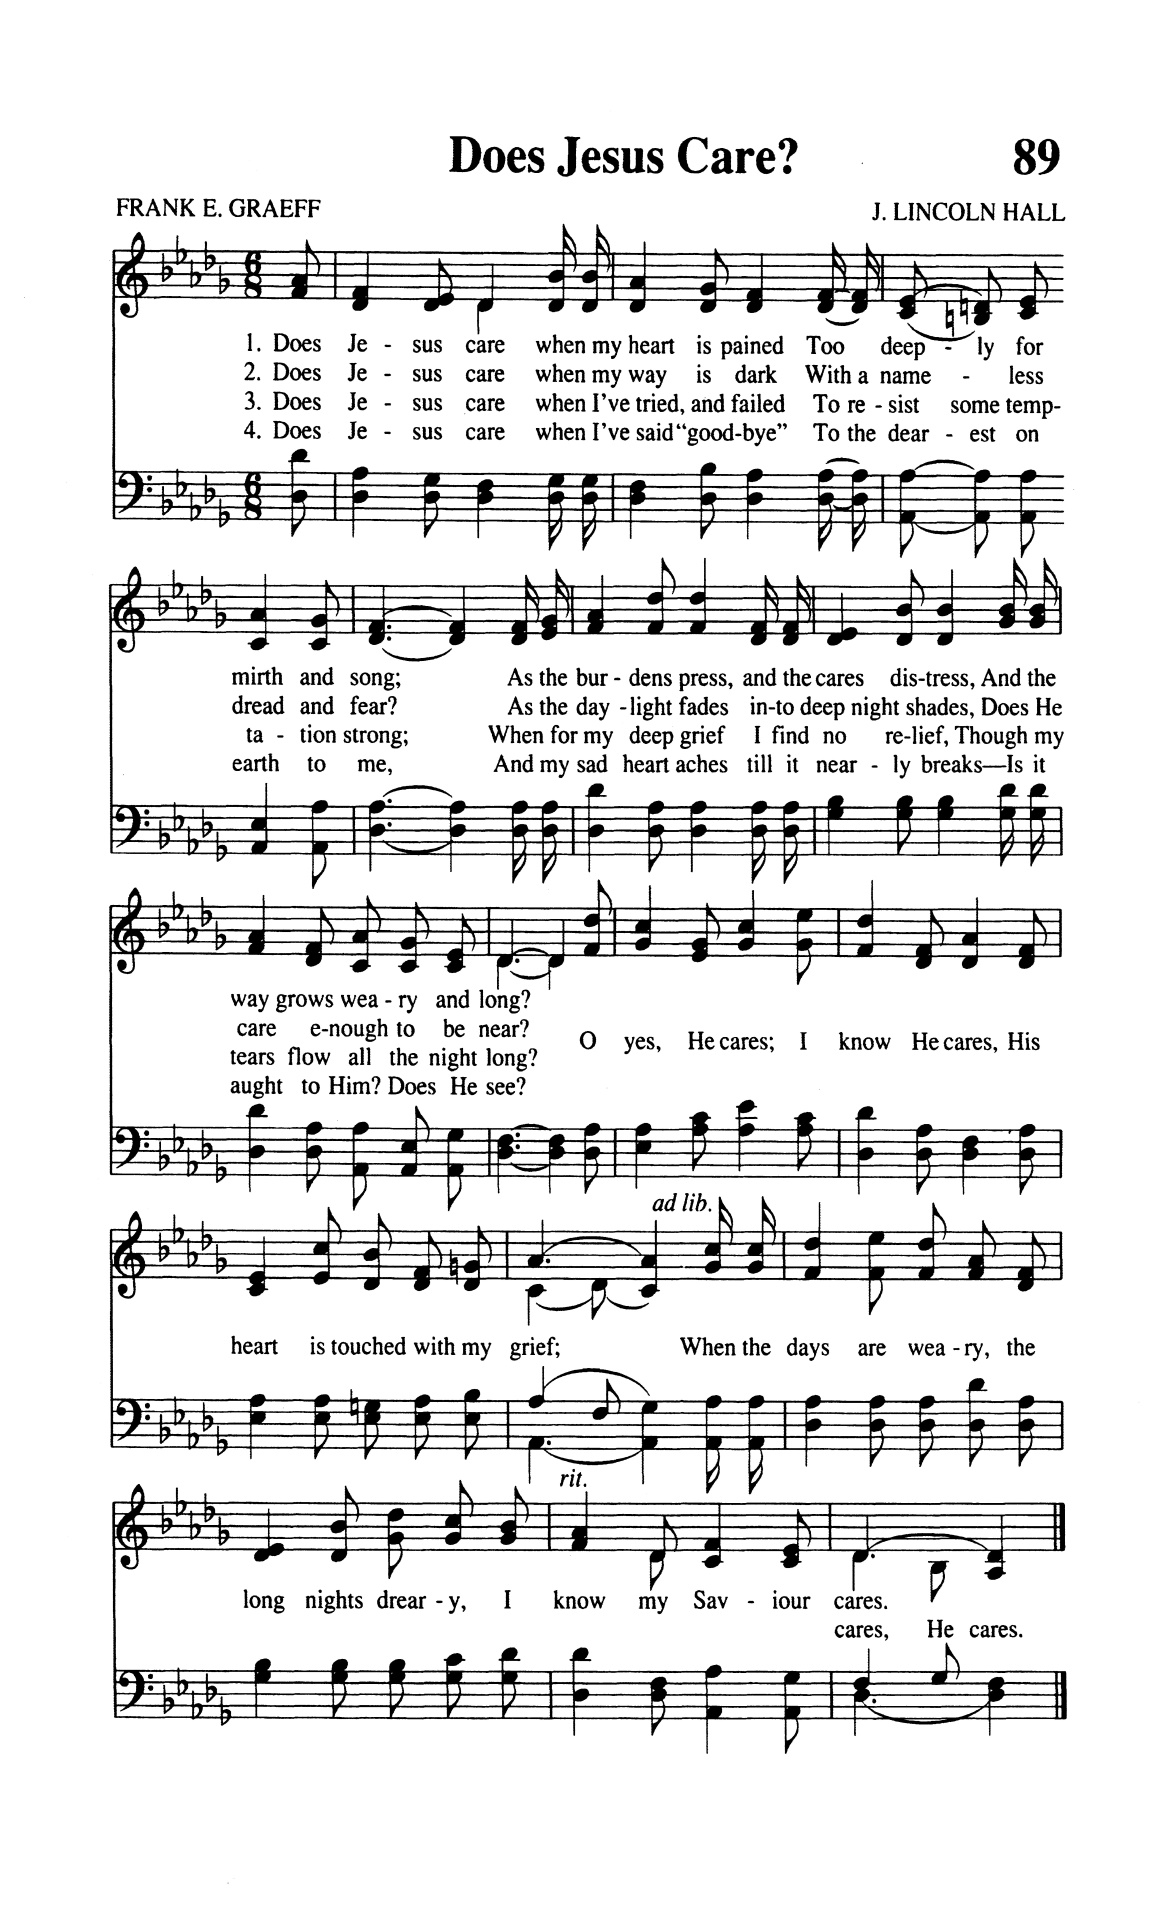 Does Jesus Care? 89
FRANK E. GRAEFF J. LINCOLN HALL
6 8
1. Does Je - sus care when my heart is pained Too deep - ly for
2. Does Je - sus care when my way is dark With a name - less
3. Does Je - sus care when I've tried, and failed To re - sist some temp-
4. Does Je - sus care when I've said "good-bye" To the dear - est on
6 8
mirth and song; As the bur - dens press, and the cares dis-tress, And the
dread and fear? As the day - light fades in-to deep night shades, Does He
ta - tion strong; When for my deep grief I find no re-lief, Though my
earth to me, And my sad heart aches till it near - ly breaks—Is it
way grows wea - ry and long?
care e-nough to be near?
O yes, He cares; I know He cares, His
tears flow all the night long?
aught to Him? Does He see?
ad lib.
heart is touched with my grief; When the days are wea - ry, the
rit.
long nights drear - y, I know my Sav - iour cares.
cares, He cares.